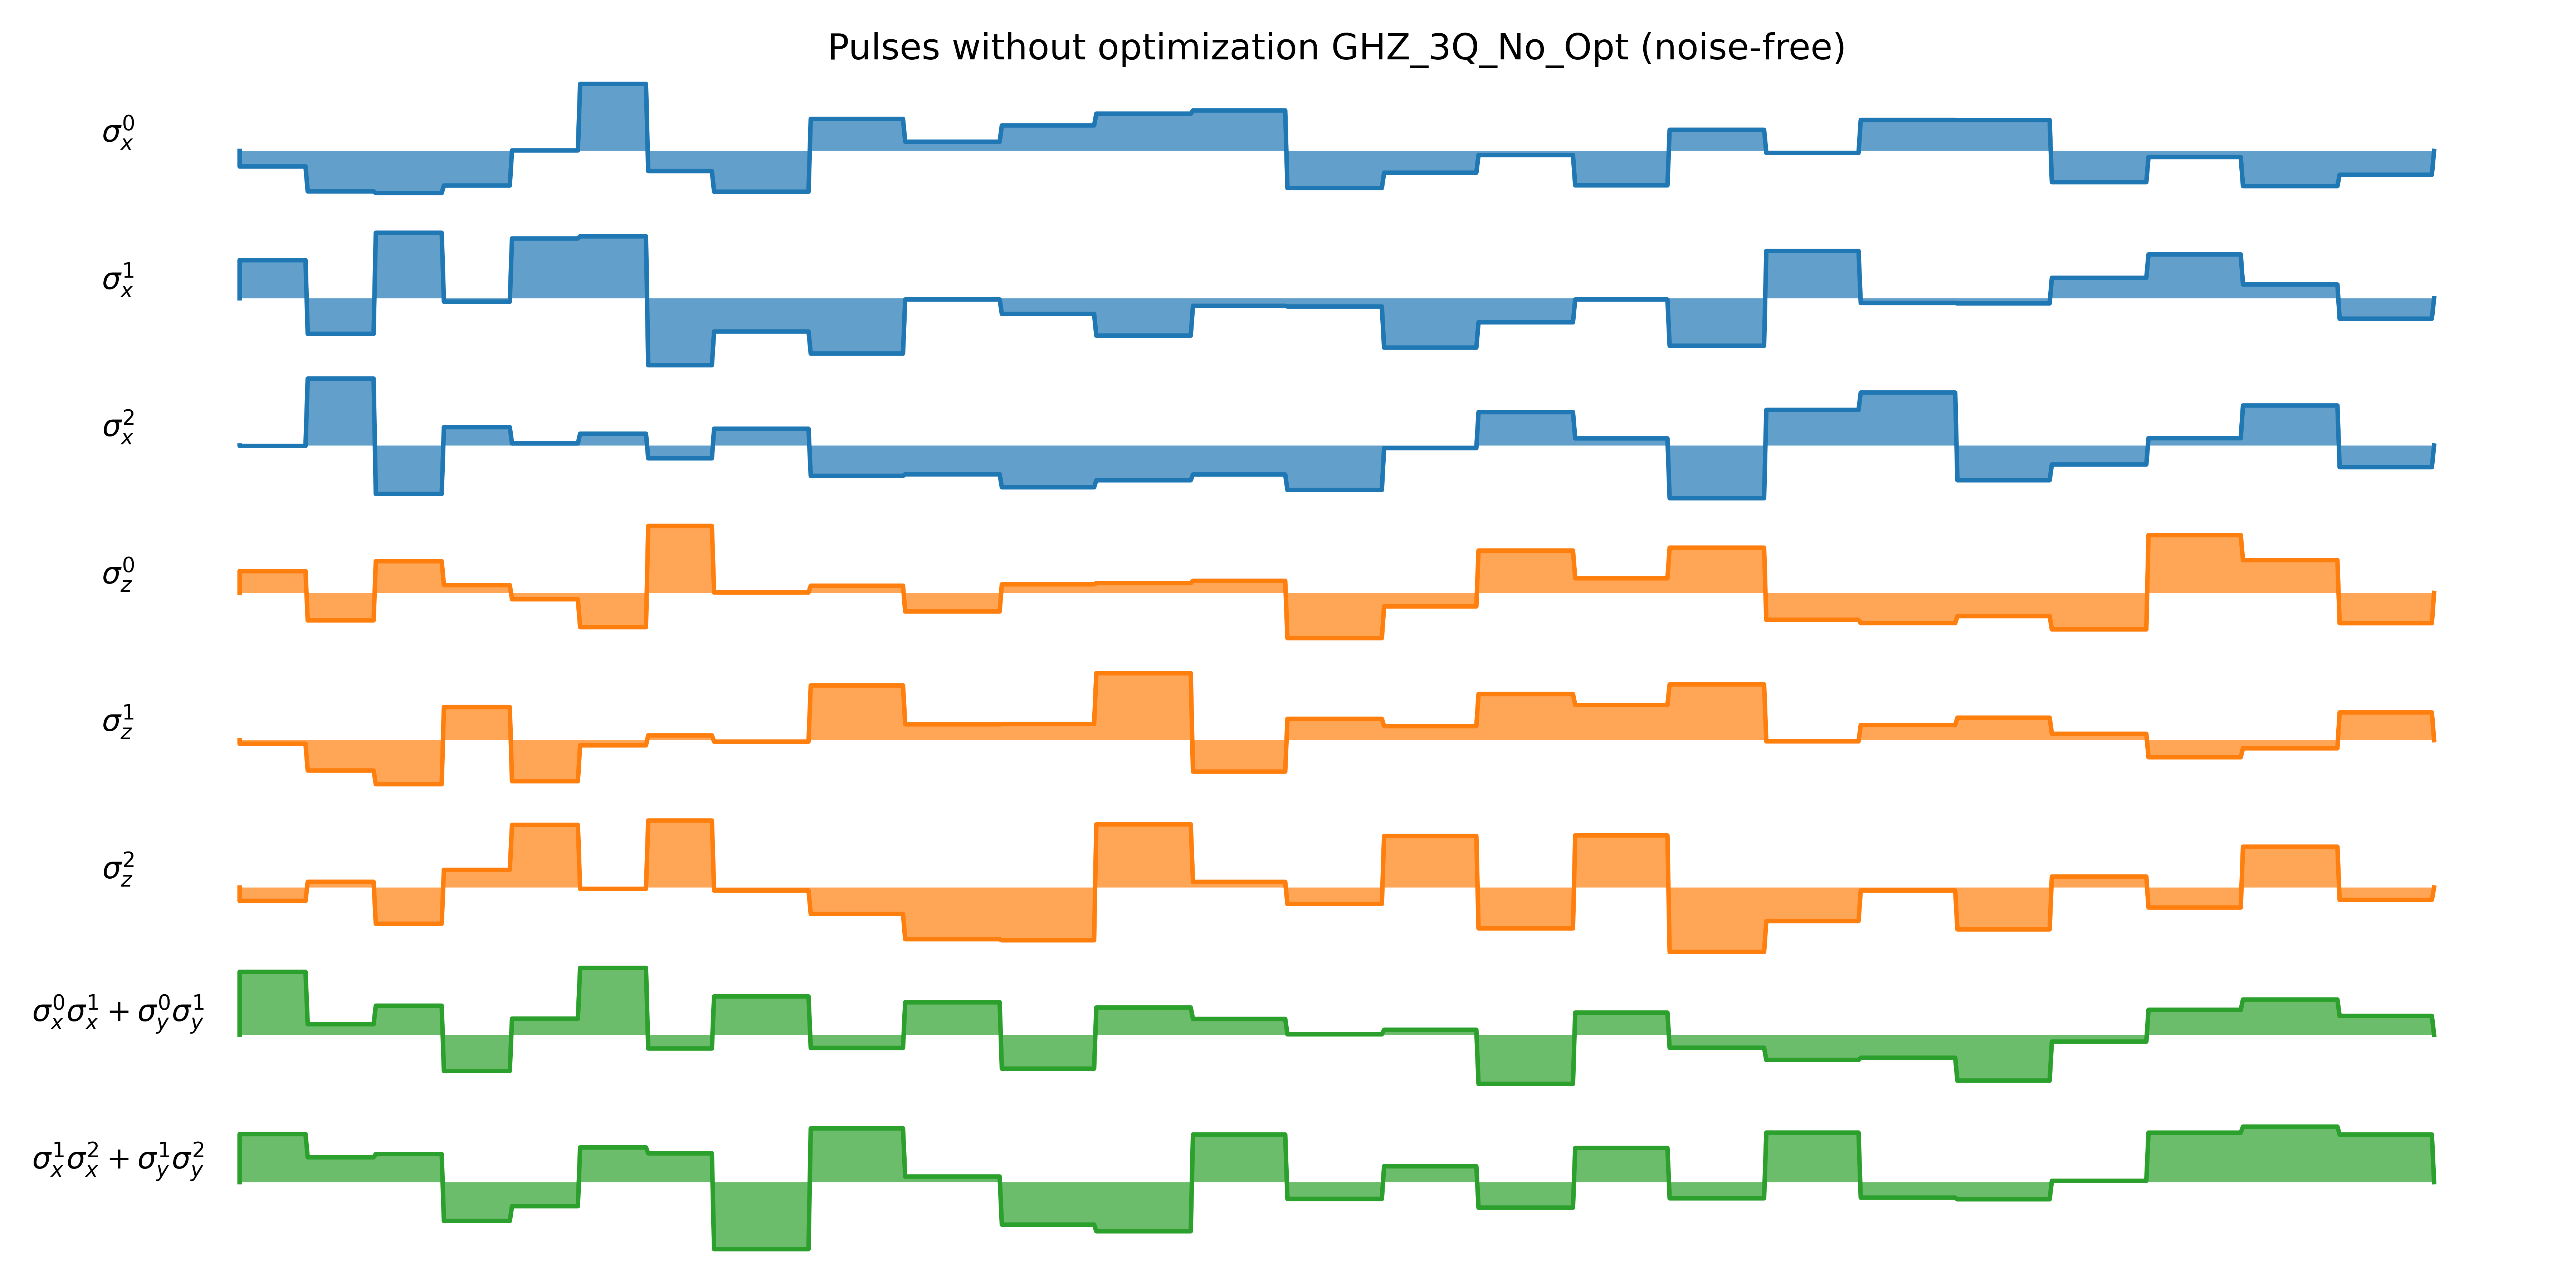 Pulses without optimization GHZ_3Q_No_Opt (noise-free)
σ_x^0
σ_x^1
σ_x^2
σ_z^0
σ_z^1
σ_z^2
σ_x^0σ_x^1 + σ_y^0σ_y^1
σ_x^1σ_x^2 + σ_y^1σ_y^2